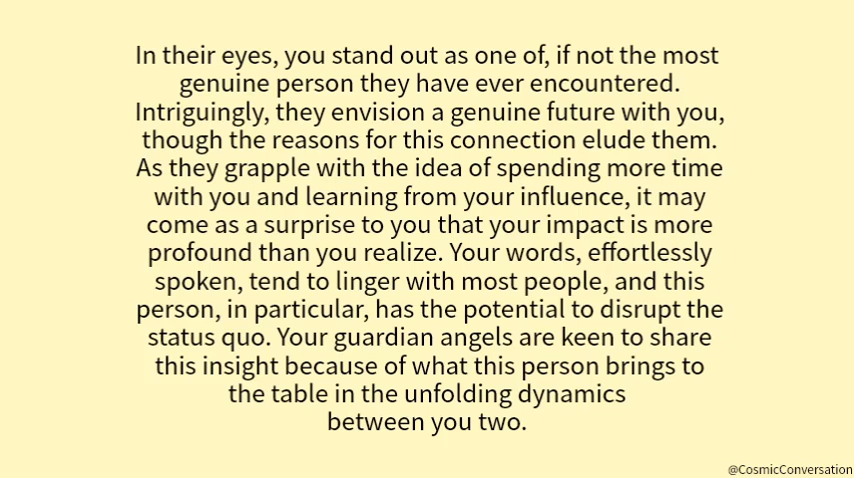 In their eyes, you stand out as one of, if not the most
genuine person they have ever encountered.
Intriguingly, they envision a genuine future with you,
though the reasons for this connection elude them.
As they grapple with the idea of spending more time
with you and learning from your influence, it may
come as a surprise to you that your impact is more
profound than you realize. Your words, effortlessly
spoken, tend to linger with most people, and this
person, in particular, has the potential to disrupt the
status quo. Your guardian angels are keen to share
this insight because of what this person brings to
the table in the unfolding dynamics
between you two.
@CosmicConversation